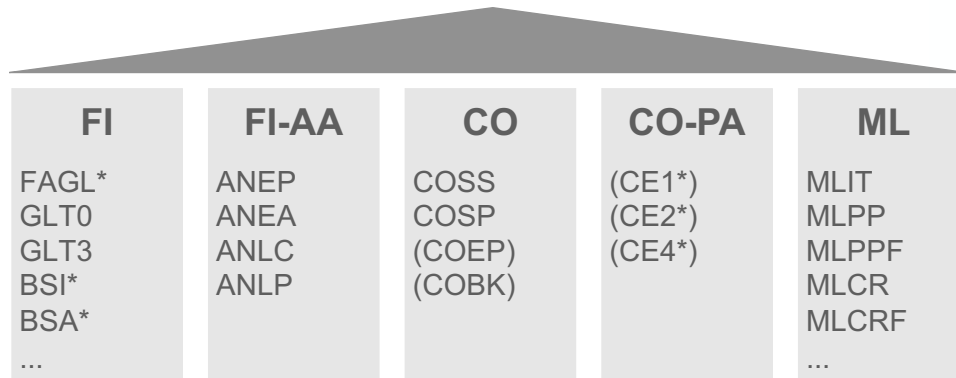 FI
FAGL*
GLT0
GLT3
BSI*
BSA*
...
FI-AA
ANEP
ANEA
ANLC
ANLP
CO
COSS
COSP
(COEP)
(COBK)
CO-PA
(CE1*)
(CE2*)
(CE4*)
ML
MLIT
MLPP
MLPPF
MLCR
MLCRF
...